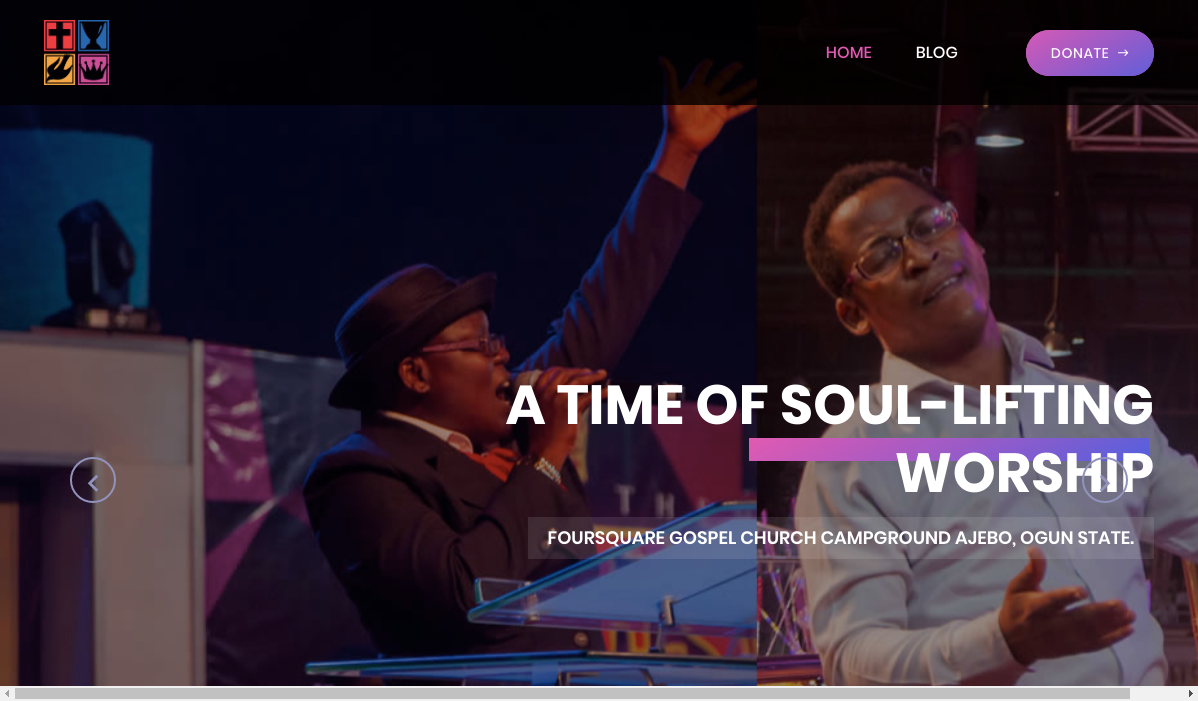 HOME
BLOG
DONATE →
A TIME OF SOUL-LIFTING
WORSHIP
FOURSQUARE GOSPEL CHURCH CAMPGROUND AJEBO, OGUN STATE.
T H